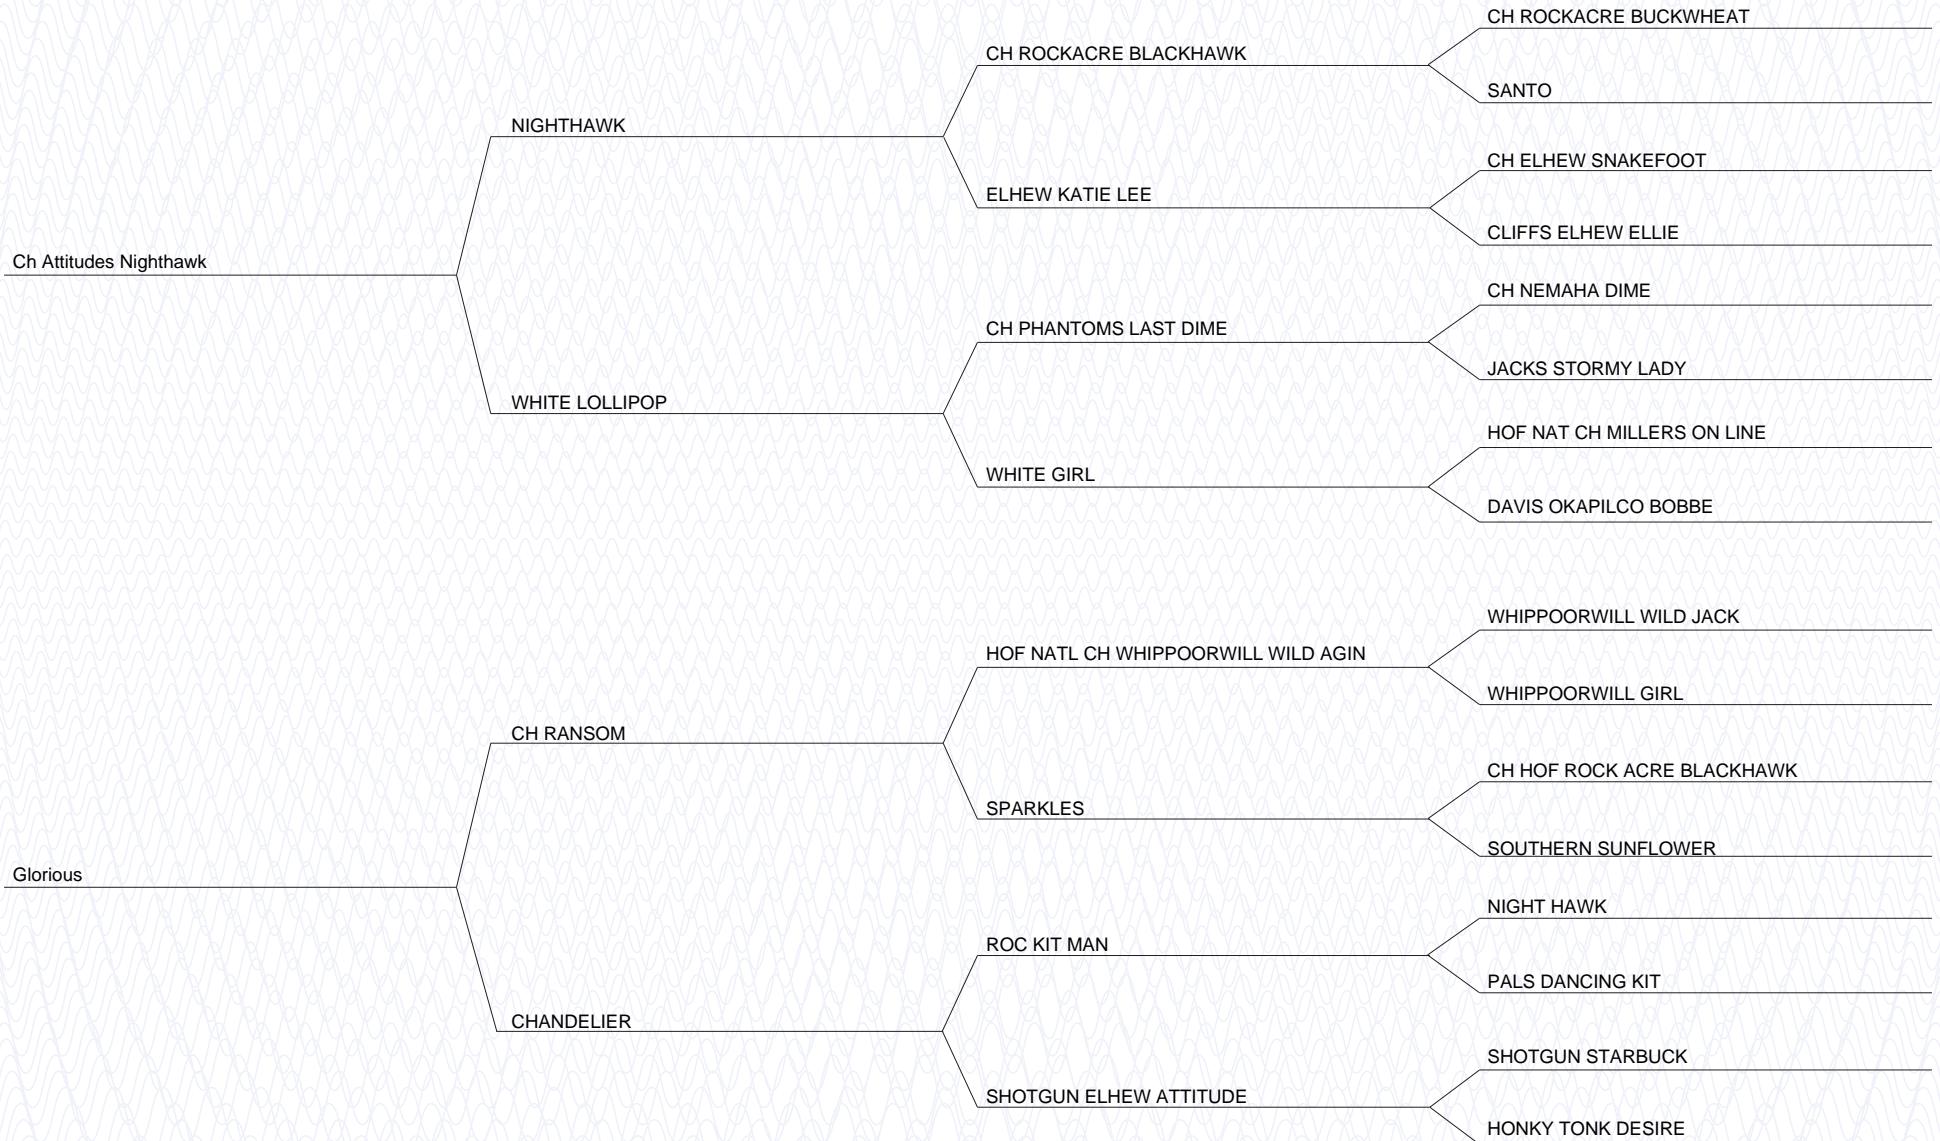 CH ROCKACRE BUCKWHEAT
CH ROCKACRE BLACKHAWK
SANTO
NIGHTHAWK
CH ELHEW SNAKEFOOT
ELHEW KATIE LEE
CLIFFS ELHEW ELLIE
Ch Attitudes Nighthawk
CH NEMAHA DIME
CH PHANTOMS LAST DIME
JACKS STORMY LADY
WHITE LOLLIPOP
HOF NAT CH MILLERS ON LINE
WHITE GIRL
DAVIS OKAPILCO BOBBE
WHIPPOORWILL WILD JACK
HOF NATL CH WHIPPOORWILL WILD AGIN
WHIPPOORWILL GIRL
CH RANSOM
CH HOF ROCK ACRE BLACKHAWK
SPARKLES
SOUTHERN SUNFLOWER
Glorious
NIGHT HAWK
ROC KIT MAN
PALS DANCING KIT
CHANDELIER
SHOTGUN STARBUCK
SHOTGUN ELHEW ATTITUDE
HONKY TONK DESIRE